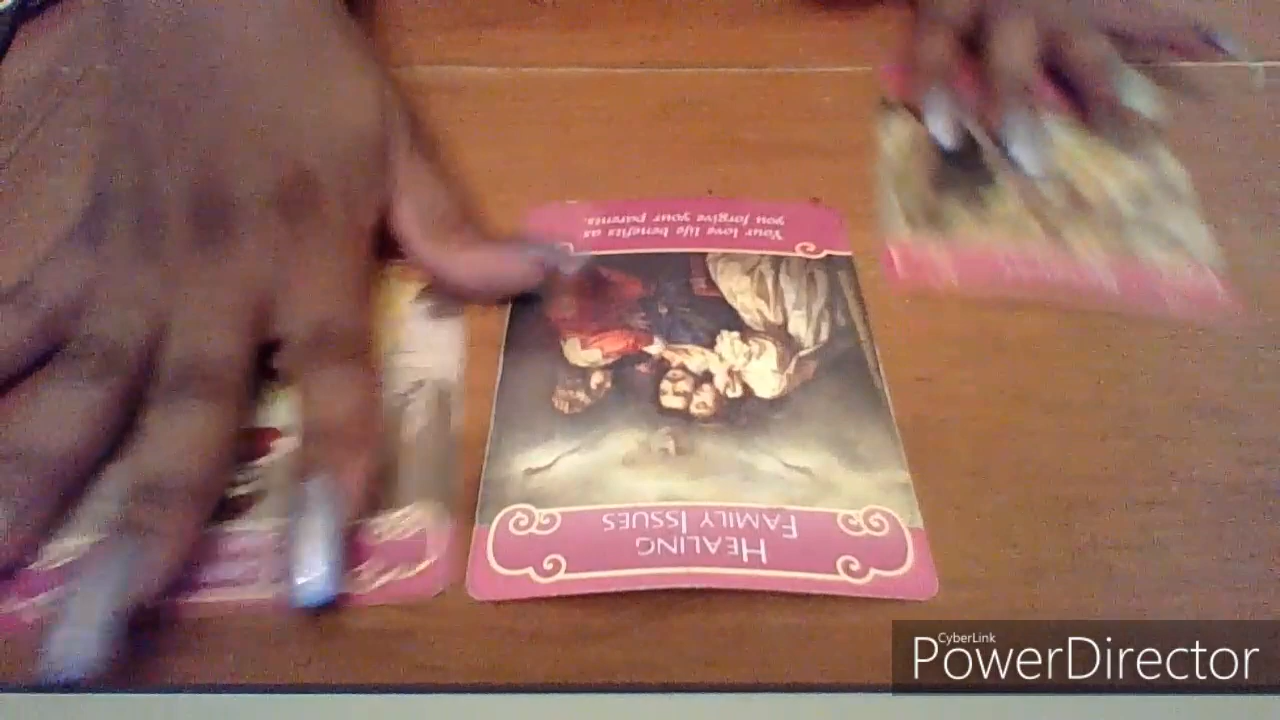 HEALING
FAMILY ISSUES
Your love life benefits as
you forgive your parents.
CyberLink
PowerDirector